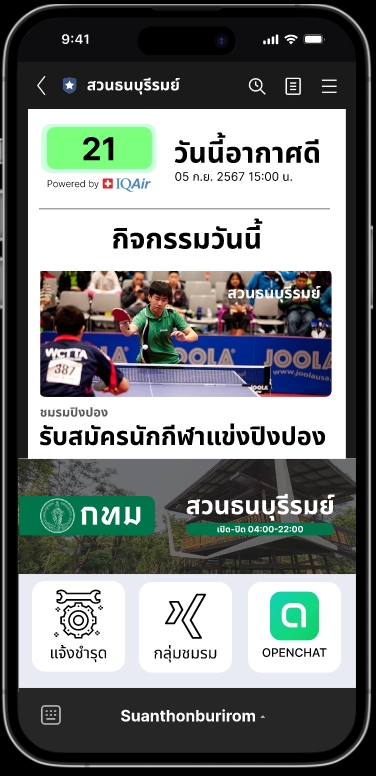 9:41
สวนธนบุรีรมย์
21
Powered by IQAir
วันนี้อากาศดี
05 ก.ย. 2567 15:00 น.
กิจกรรมวันนี้
สวนธนบุรีรมย์
WCTTA
387
JOOLA
JOOLA
www.joolausa.c
JOOLA
ชมรมปิงปอง
รับสมัครนักกีฬาแข่งปิงปอง
กทม
สวนธนบุรีรมย์
เปิด-ปิด 04:00-22:00
แจ้งชำรุด
กลุ่มชมรม
OPENCHAT
Suanthonburirom